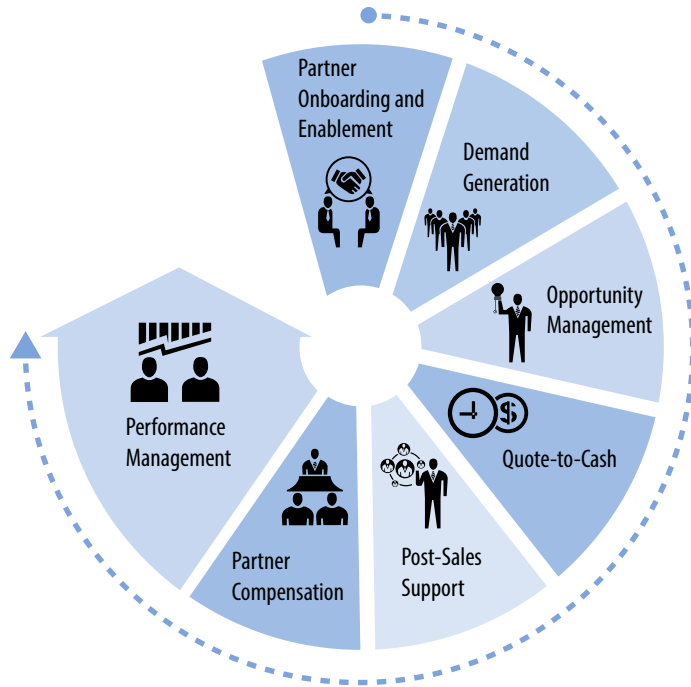 Partner
Onboarding and
Enablement
Demand
Generation
Opportunity
Management
Quote-to-Cash
Post-Sales
Support
Partner
Compensation
Performance
Management
$